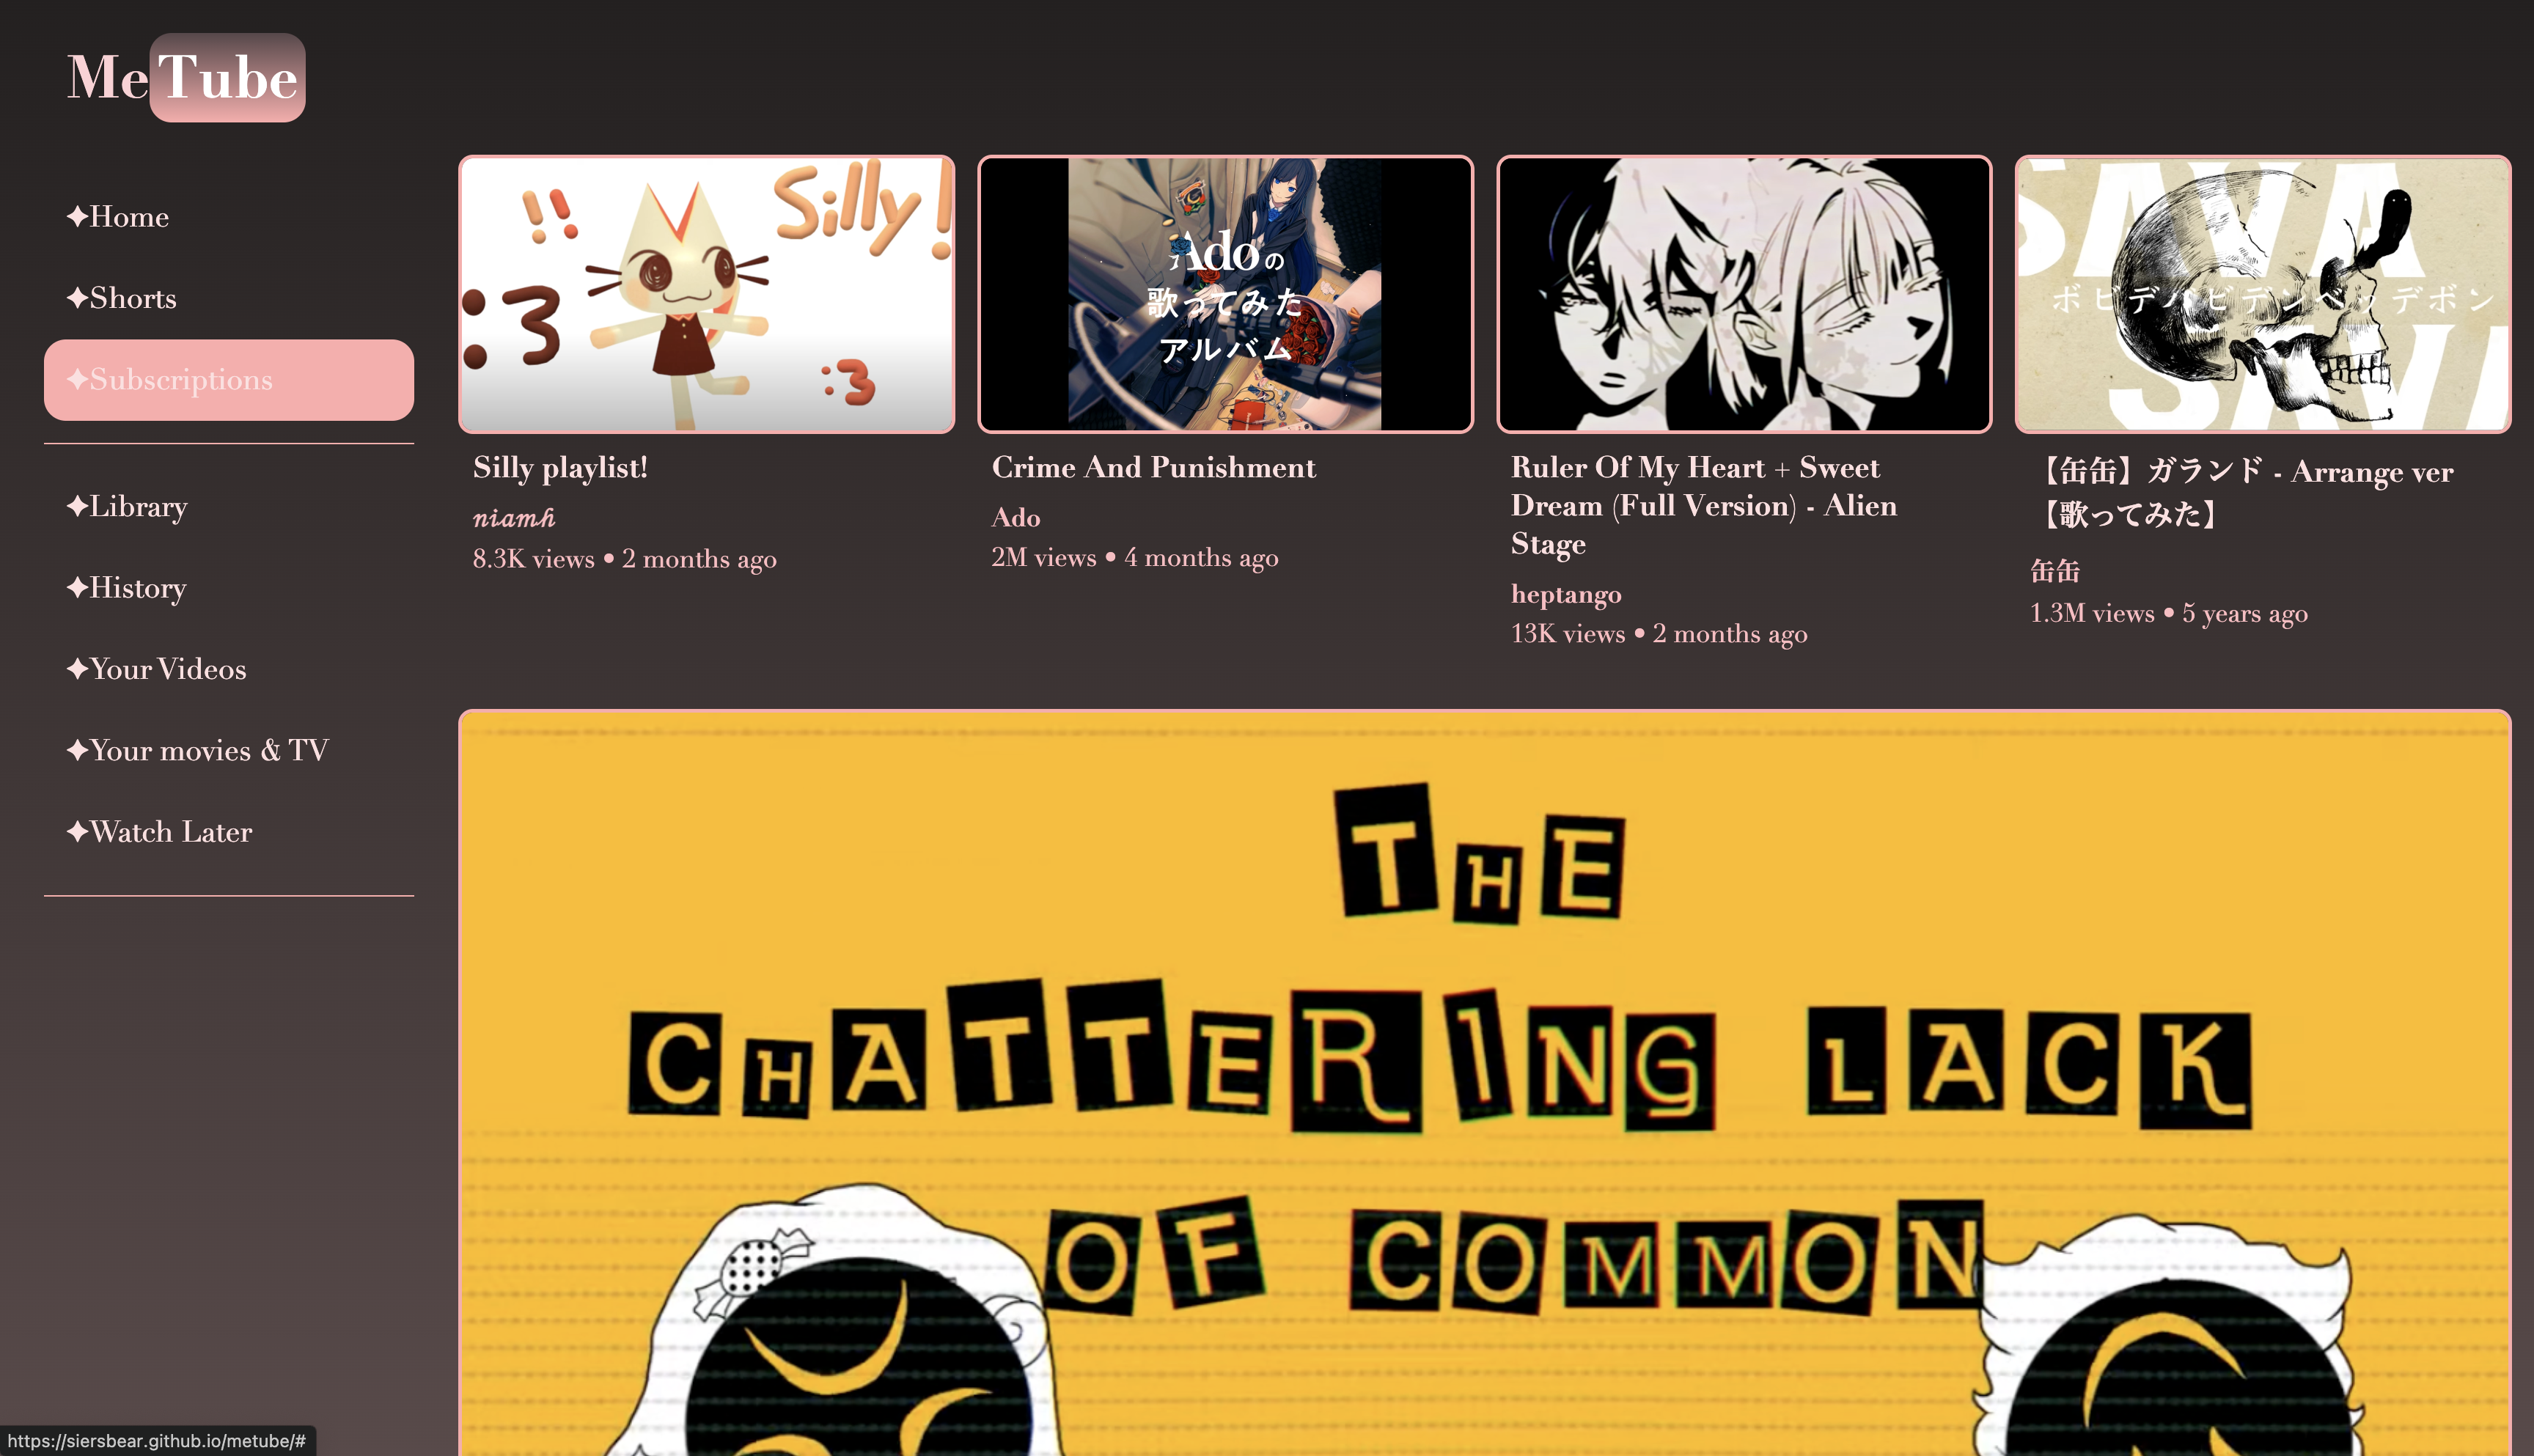 MeTube
✦Home
✦Shorts
✦Subscriptions
✦Library
✦History
✦Your Videos
✦Your movies & TV
✦Watch Later
!! Silly!
:3
:3
Silly playlist!
niamh
8.3K views • 2 months ago
Adoの
歌ってみた
アルバム
Crime And Punishment
Ado
2M views • 4 months ago
Ruler Of My Heart + Sweet
Dream (Full Version) - Alien
Stage
heptango
13K views • 2 months ago
SAVA
ボビデバビデンベッデボン
【缶缶】ガランド - Arrange ver
【歌ってみた】
缶缶
1.3M views • 5 years ago
THE
CHATTERING LACK
OF COMMON
https://siersbear.github.io/metube/#